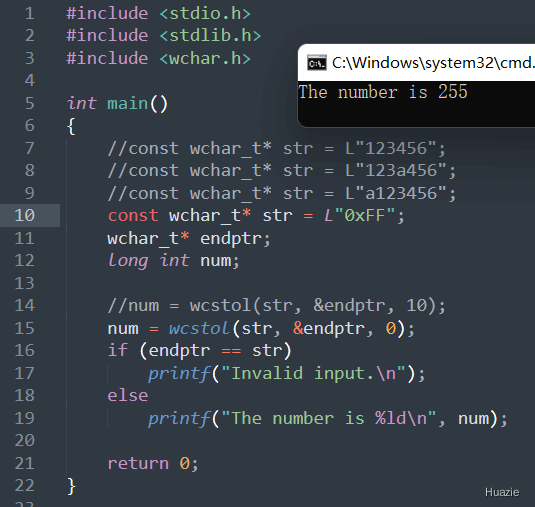 1 #include <stdio.h>
2 #include <stdlib.h>
3 #include <wchar.h>
4
5 int main()
6 {
7     //const wchar_t* str = L"123456";
8     //const wchar_t* str = L"123a456";
9     //const wchar_t* str = L"a123456";
10     const wchar_t* str = L"0xFF";
11     wchar_t* endptr;
12     long int num;
13
14     //num = wcstol(str, &endptr, 10);
15     num = wcstol(str, &endptr, 0);
16     if (endptr == str)
17         printf("Invalid input.\n");
18     else
19         printf("The number is %ld\n", num);
20
21     return 0;
22 }
C:\Windows\system32\cmd.
The number is 255
Huazie